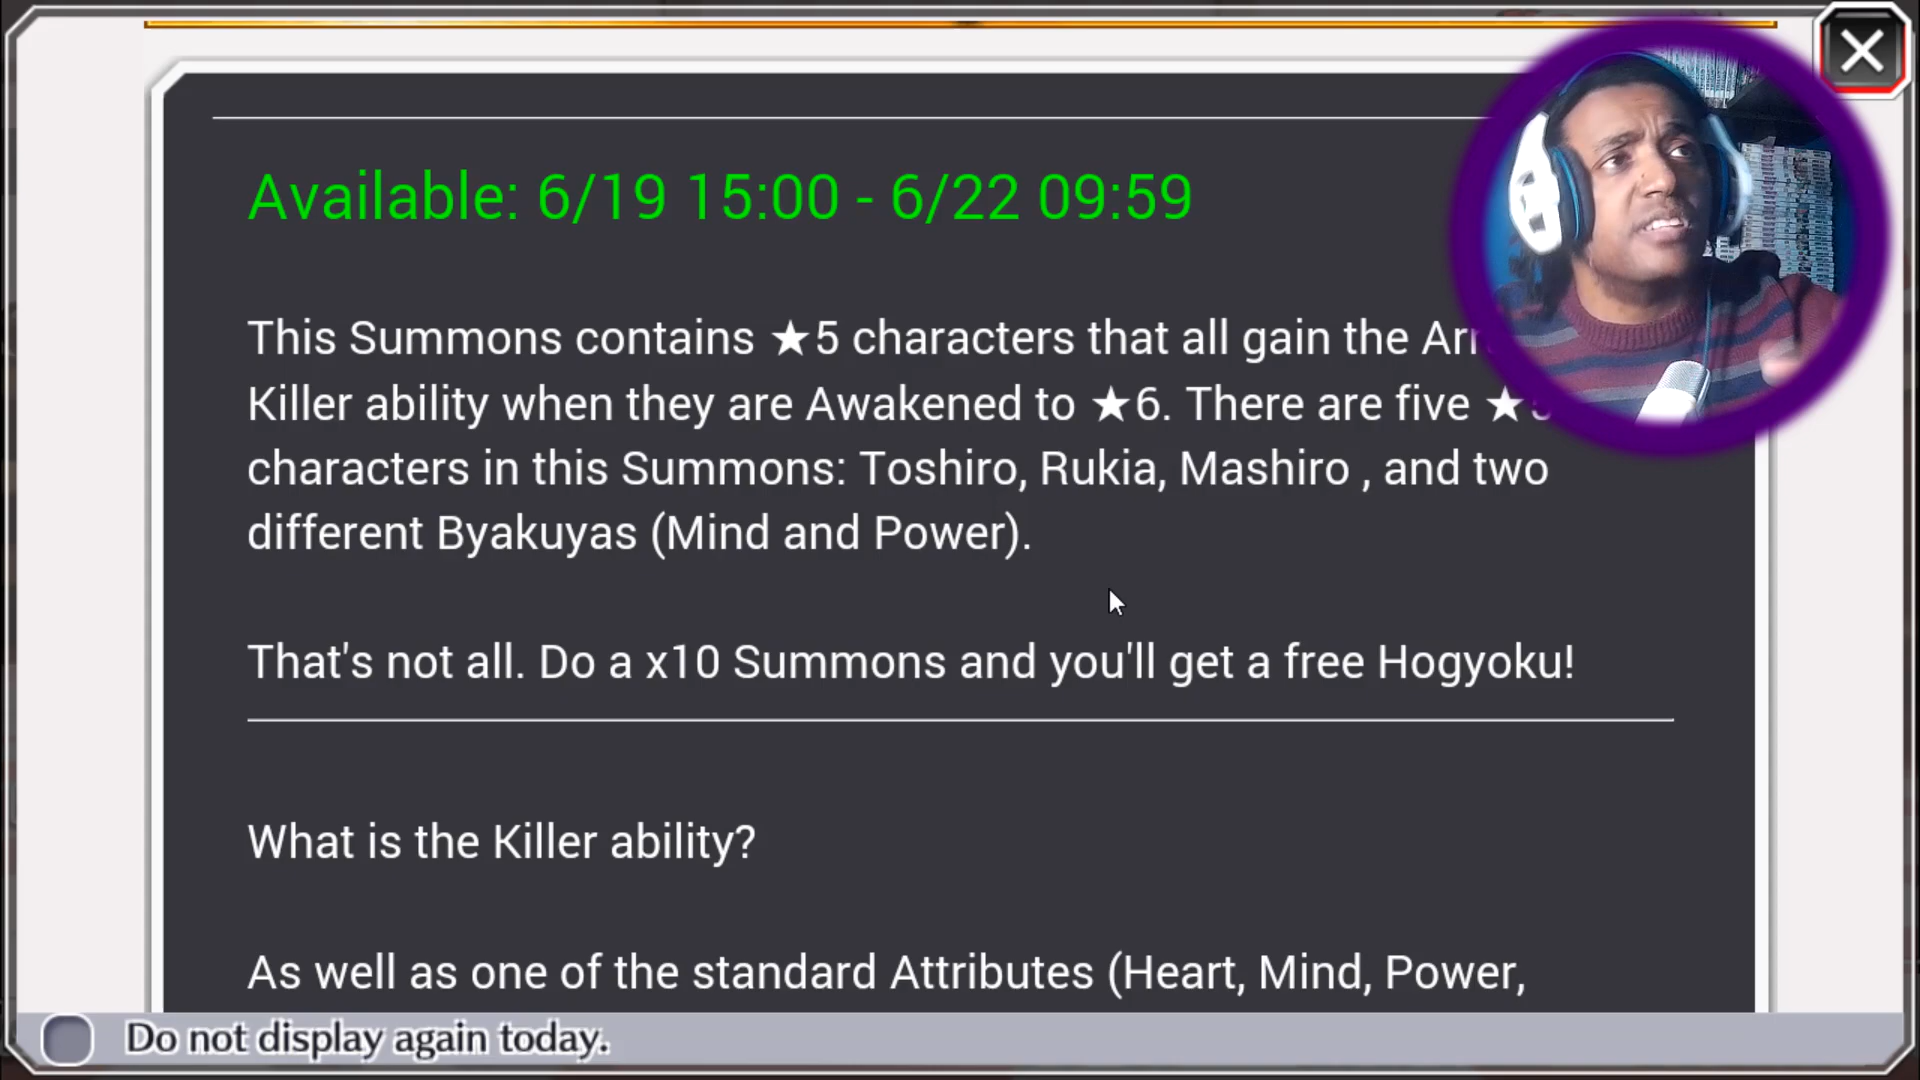 Available: 6/19 15:00 - 6/22 09:59
This Summons contains ★5 characters that all gain the
Killer ability when they are Awakened to ★6. There are five ★5
characters in this Summons: Toshiro, Rukia, Mashiro , and two
different Byakuyas (Mind and Power).
That's not all. Do a x10 Summons and you'll get a free Hogyoku!
What is the Killer ability?
As well as one of the standard Attributes (Heart, Mind, Power,
Do not display again today.